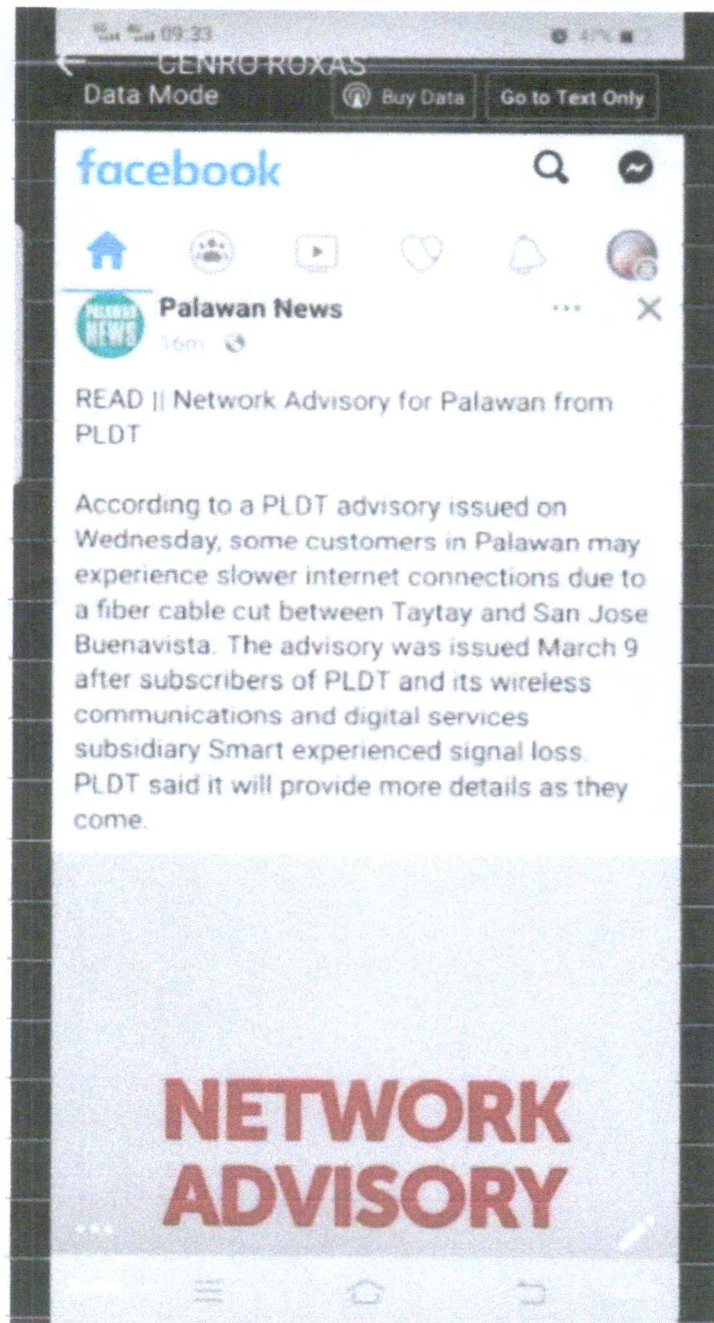 09:33
47%
CENRO ROXAS
Data Mode
Buy Data
Go to Text Only
facebook
PALAWAN
NEWS
Palawan News
16m
READ || Network Advisory for Palawan from
PLDT
According to a PLDT advisory issued on
Wednesday, some customers in Palawan may
experience slower internet connections due to
a fiber cable cut between Taytay and San Jose
Buenavista. The advisory was issued March 9
after subscribers of PLDT and its wireless
communications and digital services
subsidiary Smart experienced signal loss.
PLDT said it will provide more details as they
come.
NETWORK
ADVISORY